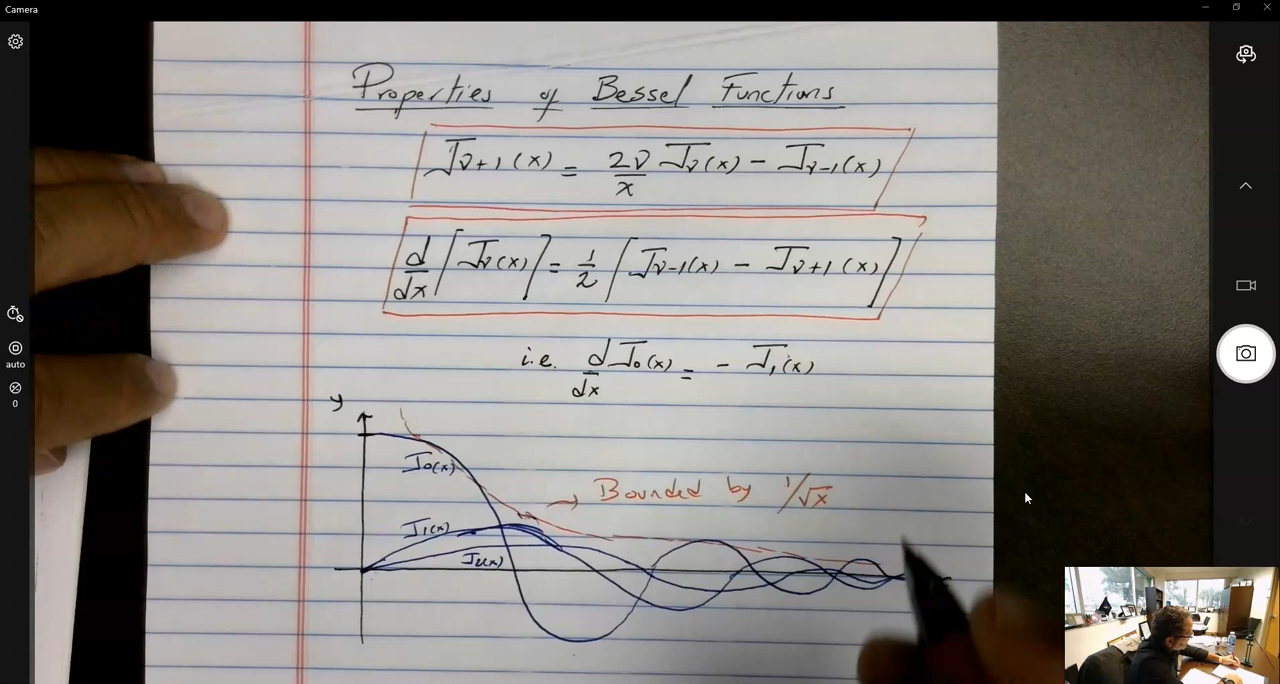 Camera
Properties of Bessel Functions
Jν+1(x) = 2ν/x Jν(x) − Jν-1(x)
d/dx [Jν(x)] = 1/2 [Jν-1(x) − Jν+1(x)]
i.e. d/dx J0(x) = − J1(x)
y
J0(x)
→ Bounded by 1/√x
J1(x)
J2(x)
auto
0